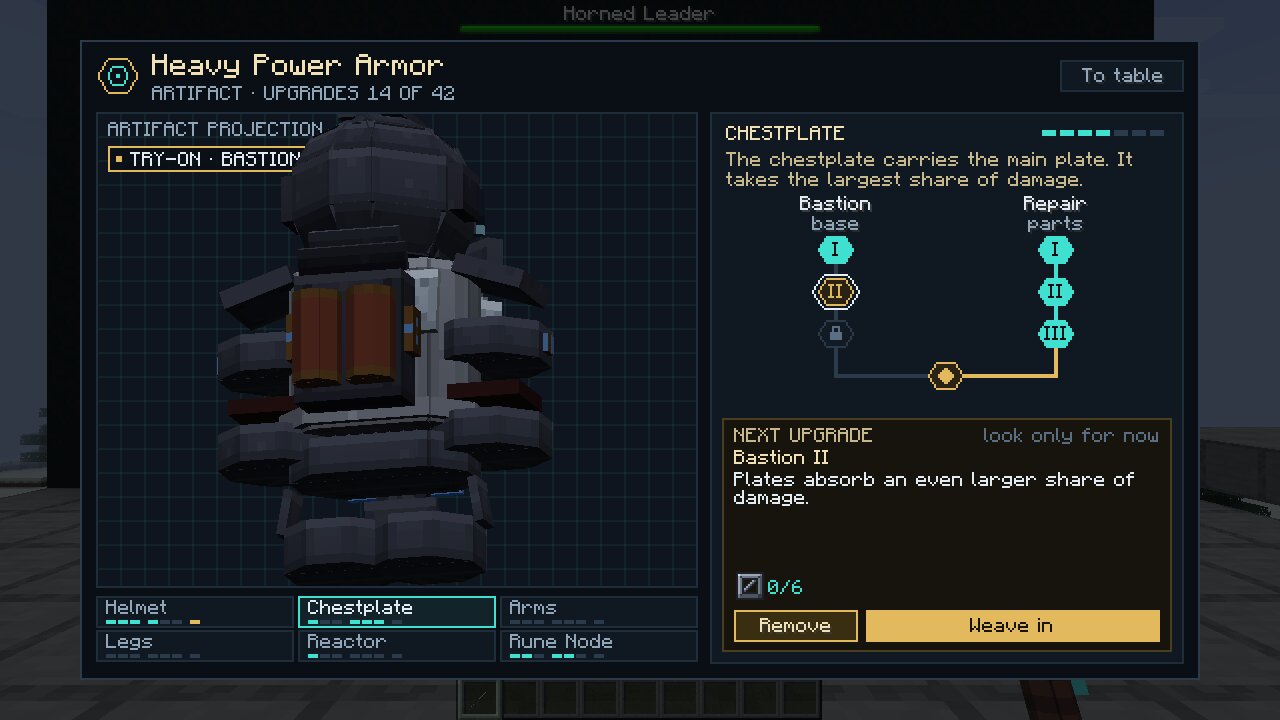 Horned Leader
Heavy Power Armor
ARTIFACT · UPGRADES 14 OF 42
To table
ARTIFACT PROJECTION
TRY-ON · BASTION
CHESTPLATE
The chestplate carries the main plate. It
takes the largest share of damage.
Bastion
base
Repair
parts
I
I
II
II
III
NEXT UPGRADE
look only for now
Bastion II
Plates absorb an even larger share of
damage.
0/6
Remove
Weave in
Helmet
Chestplate
Arms
Legs
Reactor
Rune Node